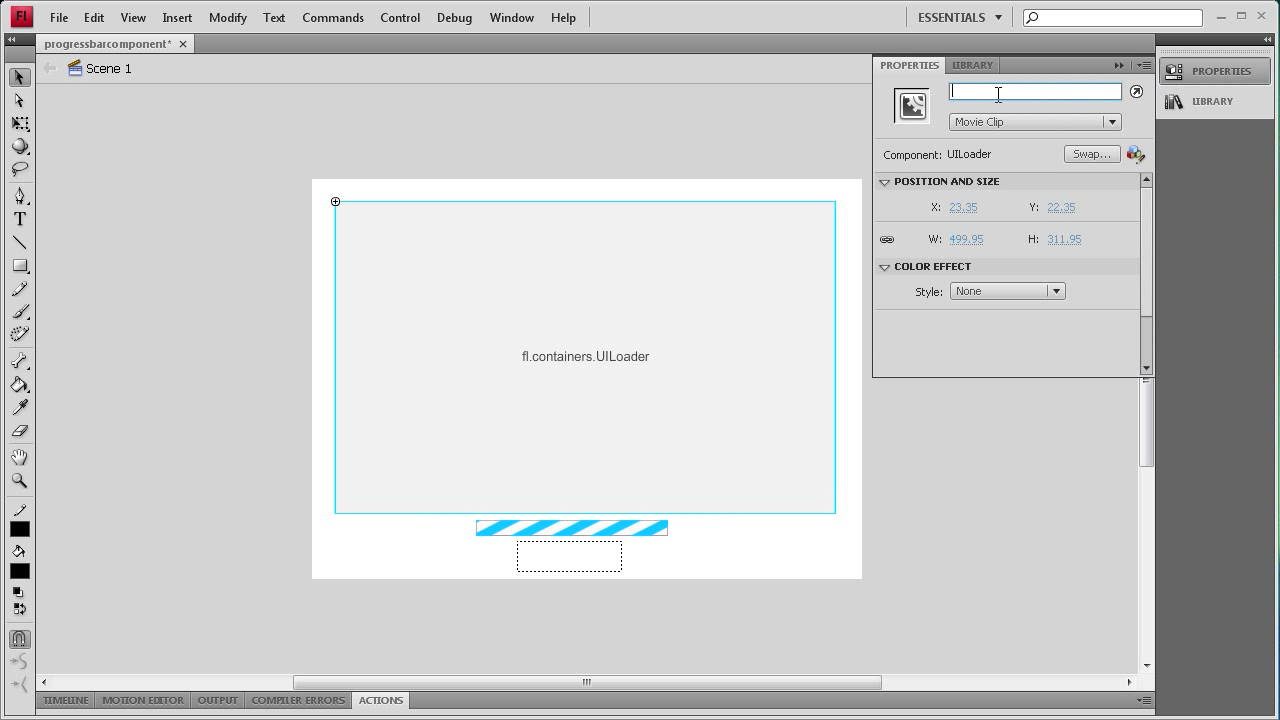 Fl File Edit View Insert Modify Text Commands Control Debug Window Help ESSENTIALS
progressbarcomponent*
Scene 1
PROPERTIES LIBRARY
Movie Clip
Component: UILoader Swap...
POSITION AND SIZE
X: 23.35 Y: 22.35
W: 499.95 H: 311.95
COLOR EFFECT
Style: None
PROPERTIES
LIBRARY
T
fl.containers.UILoader
TIMELINE MOTION EDITOR OUTPUT COMPILER ERRORS ACTIONS